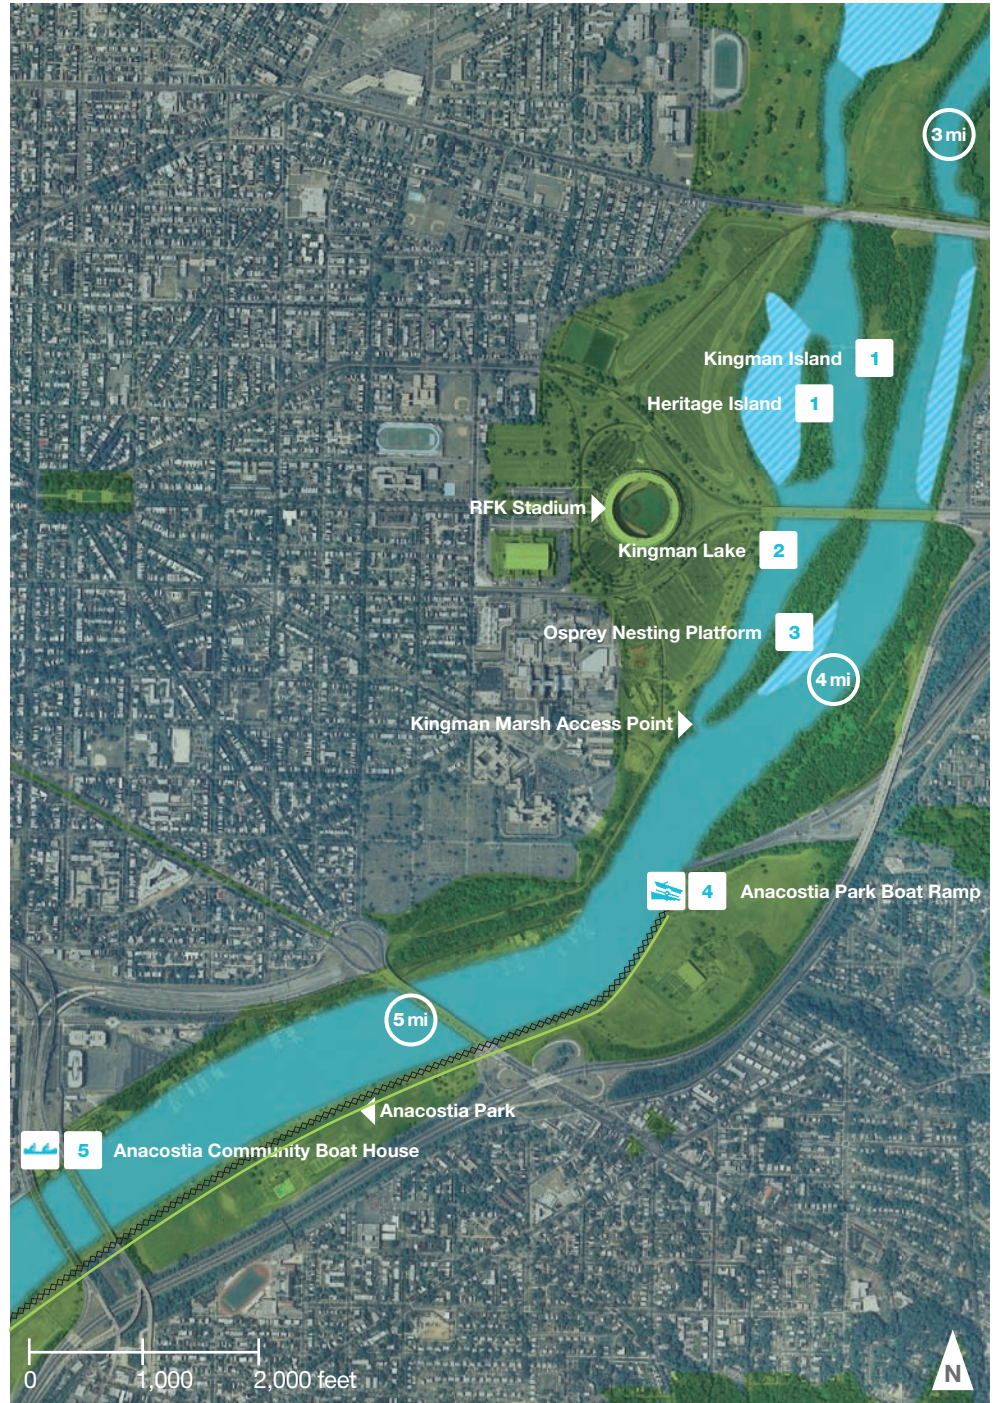 3 mi
Kingman Island 1
Heritage Island 1
RFK Stadium
Kingman Lake 2
Osprey Nesting Platform 3
4 mi
Kingman Marsh Access Point
4 Anacostia Park Boat Ramp
5 mi
Anacostia Park
5 Anacostia Community Boat House
0 1,000 2,000 feet
N